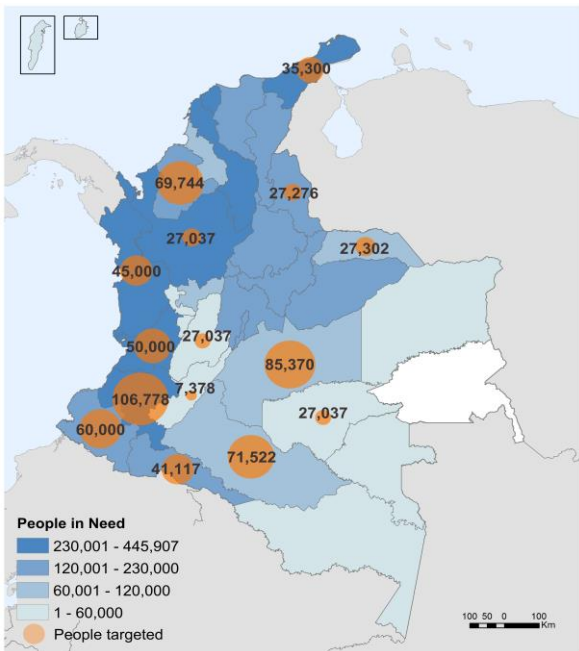 35,300
69,744
27,276
27,037
27,302
45,000
27,037
50,000
85,370
7,378
106,778
27,037
60,000
71,522
41,117
People in Need
230,001 - 445,907
120,001 - 230,000
60,001 - 120,000
1 - 60,000
People targeted
100 50 0 100
Km